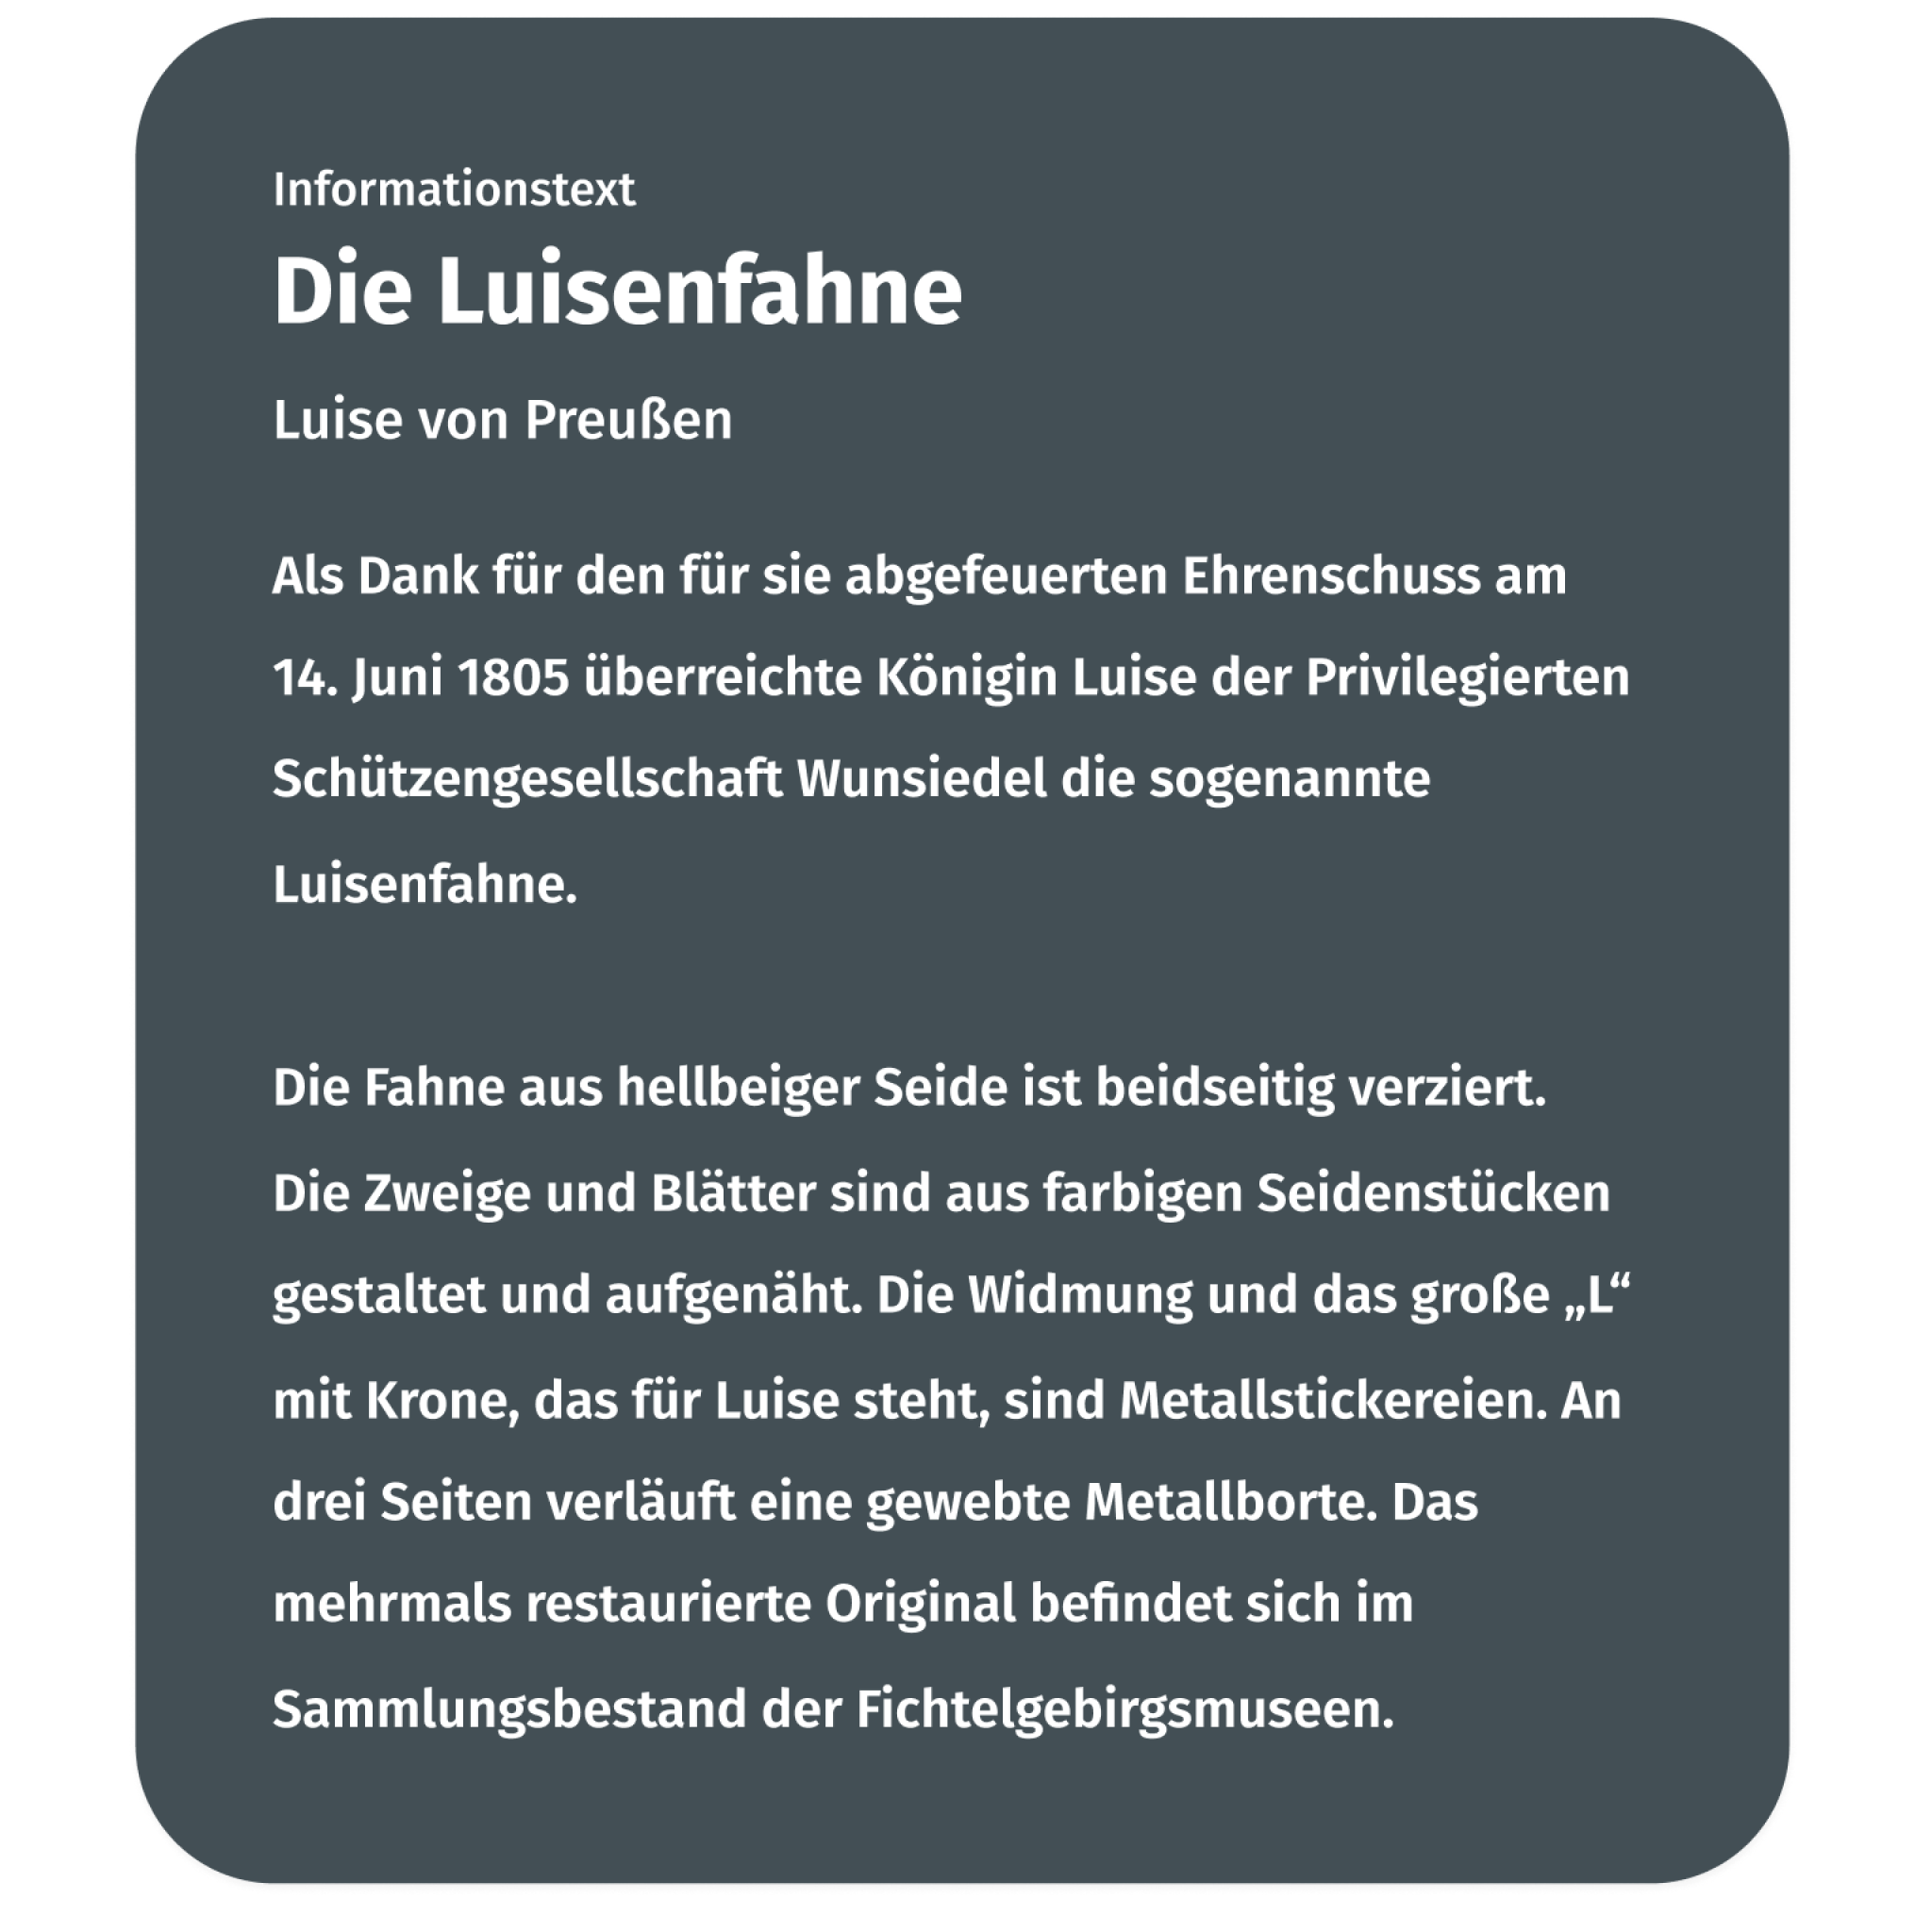 Informationstext
Die Luisenfahne
Luise von Preußen
Als Dank für den für sie abgefeuerten Ehrenschuss am
14. Juni 1805 überreichte Königin Luise der Privilegierten
Schützengesellschaft Wunsiedel die sogenannte
Luisenfahne.
Die Fahne aus hellbeiger Seide ist beidseitig verziert.
Die Zweige und Blätter sind aus farbigen Seidenstücken
gestaltet und aufgenäht. Die Widmung und das große „L“
mit Krone, das für Luise steht, sind Metallstickereien. An
drei Seiten verläuft eine gewebte Metallborte. Das
mehrmals restaurierte Original befindet sich im
Sammlungsbestand der Fichtelgebirgsmuseen.